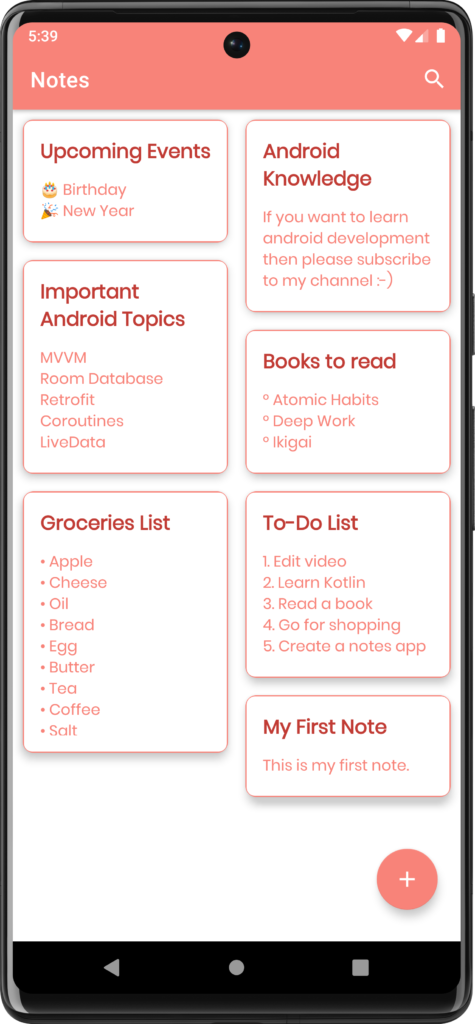 5:39
Notes
Upcoming Events
🎂 Birthday
🎉 New Year
Important
Android Topics
MVVM
Room Database
Retrofit
Coroutines
LiveData
Groceries List
• Apple
• Cheese
• Oil
• Bread
• Egg
• Butter
• Tea
• Coffee
• Salt
Android
Knowledge
If you want to learn
android development
then please subscribe
to my channel :-)
Books to read
° Atomic Habits
° Deep Work
° Ikigai
To-Do List
1. Edit video
2. Learn Kotlin
3. Read a book
4. Go for shopping
5. Create a notes app
My First Note
This is my first note.
+